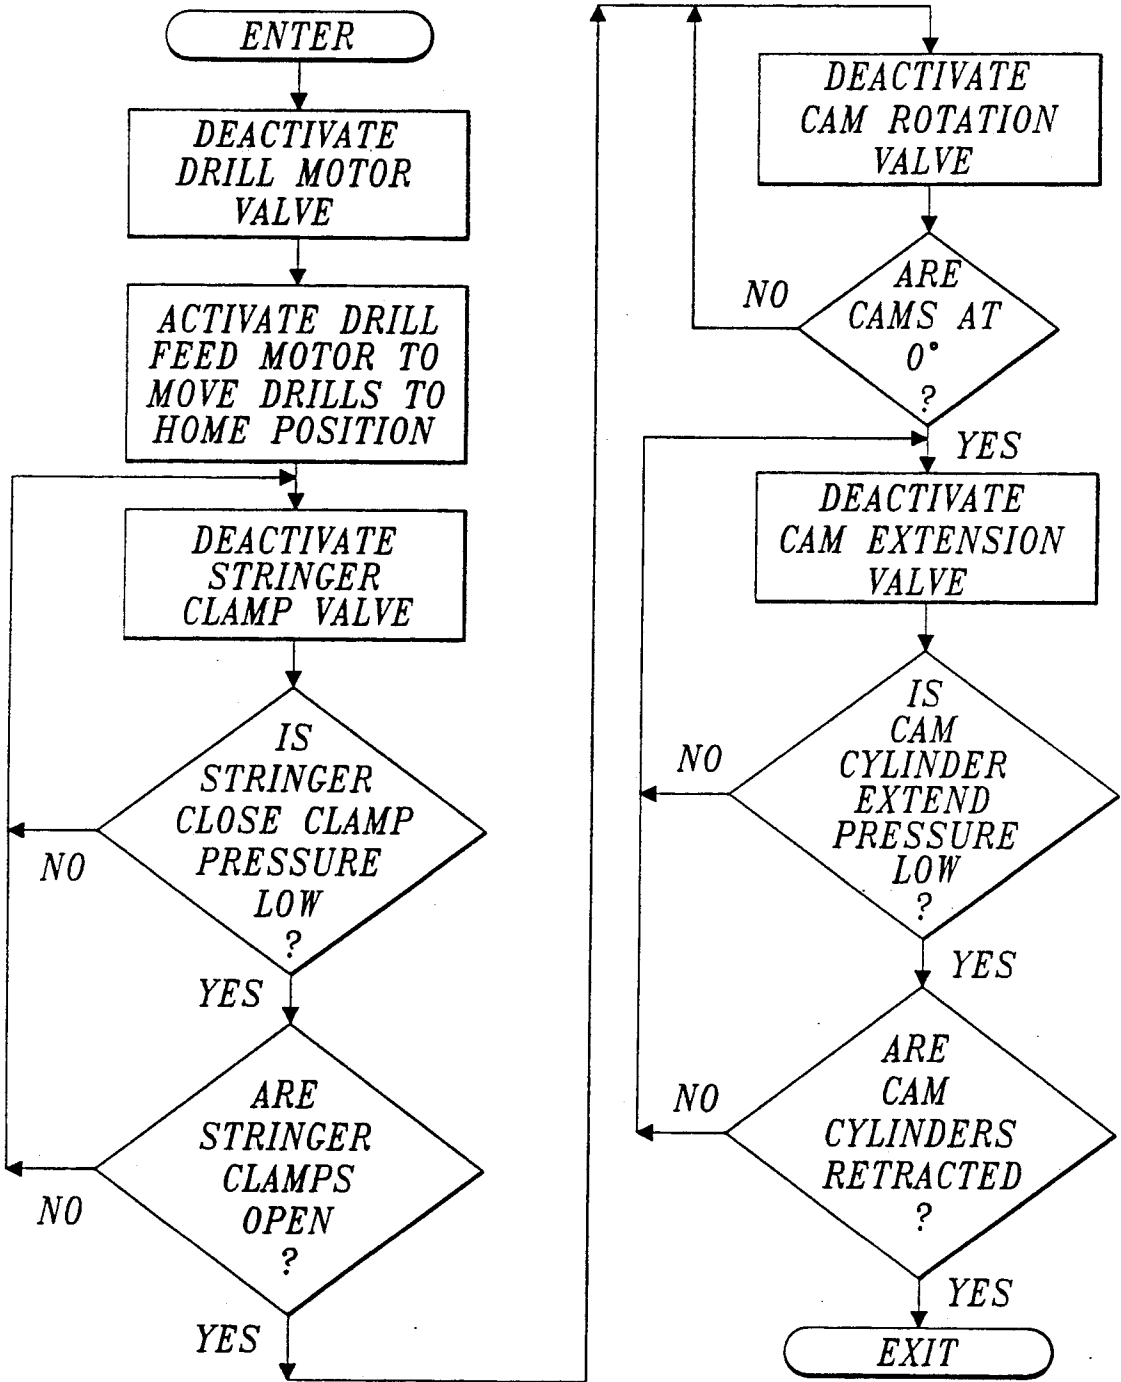 ENTER
DEACTIVATE
DRILL MOTOR
VALVE
ACTIVATE DRILL
FEED MOTOR TO
MOVE DRILLS TO
HOME POSITION
DEACTIVATE
STRINGER
CLAMP VALVE
IS
STRINGER
CLOSE CLAMP
PRESSURE
LOW
?
NO
YES
ARE
STRINGER
CLAMPS
OPEN
?
NO
YES
DEACTIVATE
CAM ROTATION
VALVE
ARE
CAMS AT
0°
?
NO
YES
DEACTIVATE
CAM EXTENSION
VALVE
IS
CAM
CYLINDER
EXTEND
PRESSURE
LOW
?
NO
YES
ARE
CAM
CYLINDERS
RETRACTED
?
NO
YES
EXIT